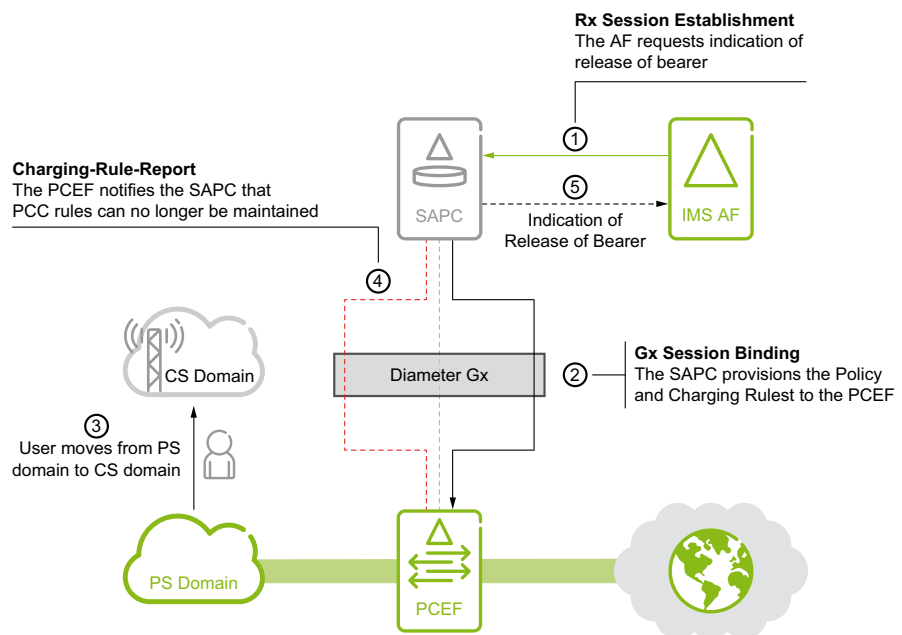 Rx Session Establishment
The AF requests indication of
release of bearer
1
Charging-Rule-Report
The PCEF notifies the SAPC that
PCC rules can no longer be maintained
SAPC
5
Indication of
Release of Bearer
IMS AF
4
CS Domain
Diameter Gx
2
Gx Session Binding
The SAPC provisions the Policy
and Charging Rulest to the PCEF
3
User moves from PS
domain to CS domain
PS Domain
PCEF